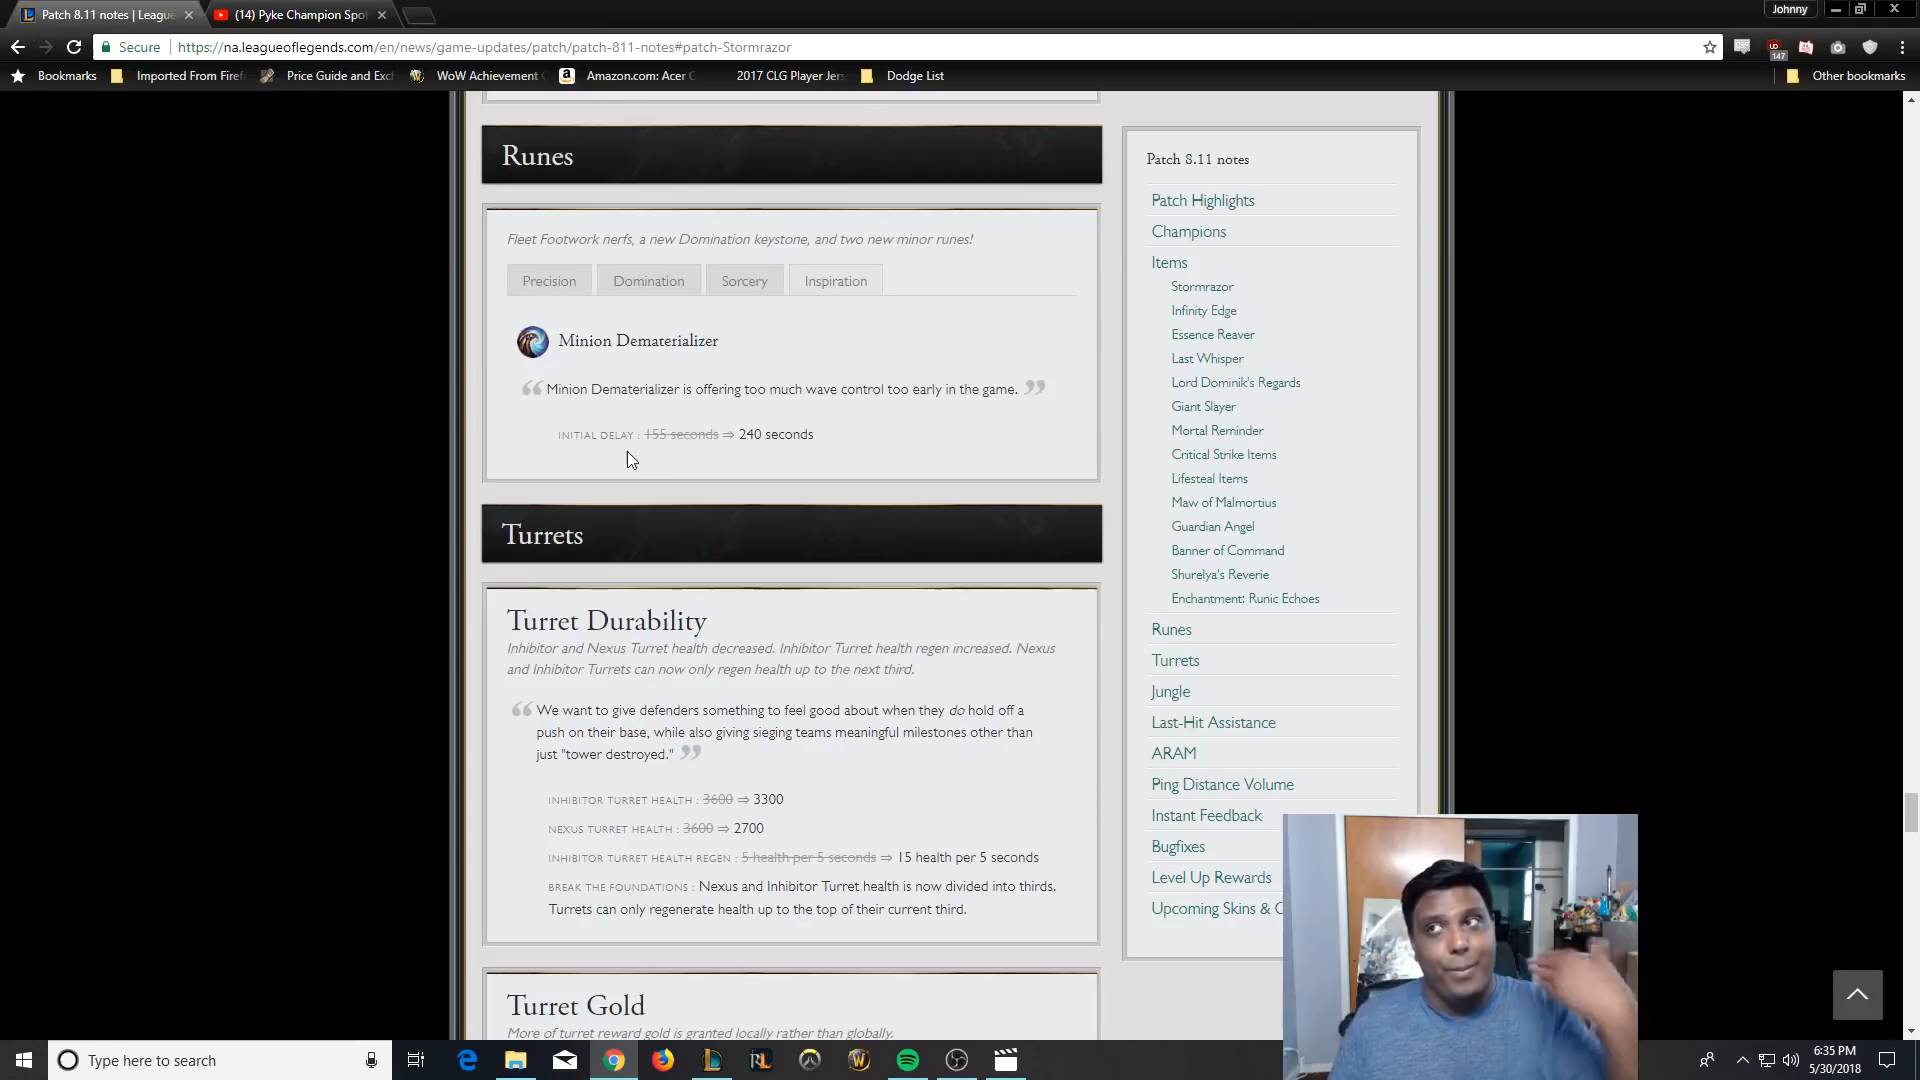 Patch 8.11 notes | League
(14) Pyke Champion Spo
Johnny
Secure
https://na.leagueoflegends.com/en/news/game-updates/patch/patch-811-notes#patch-Stormrazor
147
Bookmarks
Imported From Firef
Price Guide and Exch
WoW Achievement
Amazon.com: Acer
2017 CLG Player Jers
Dodge List
Other bookmarks
Runes
Fleet Footwork nerfs, a new Domination keystone, and two new minor runes!
Precision
Domination
Sorcery
Inspiration
Minion Dematerializer
“ Minion Dematerializer is offering too much wave control too early in the game. ”
INITIAL DELAY : 155 seconds ⇒ 240 seconds
Turrets
Turret Durability
Inhibitor and Nexus Turret health decreased. Inhibitor Turret health regen increased. Nexus
and Inhibitor Turrets can now only regen health up to the next third.
“ We want to give defenders something to feel good about when they do hold off a
push on their base, while also giving sieging teams meaningful milestones other than
just "tower destroyed." ”
INHIBITOR TURRET HEALTH : 3600 ⇒ 3300
NEXUS TURRET HEALTH : 3600 ⇒ 2700
INHIBITOR TURRET HEALTH REGEN : 5 health per 5 seconds ⇒ 15 health per 5 seconds
BREAK THE FOUNDATIONS : Nexus and Inhibitor Turret health is now divided into thirds.
Turrets can only regenerate health up to the top of their current third.
Turret Gold
More of turret reward gold is granted locally rather than globally.
Patch 8.11 notes
Patch Highlights
Champions
Items
Stormrazor
Infinity Edge
Essence Reaver
Last Whisper
Lord Dominik's Regards
Giant Slayer
Mortal Reminder
Critical Strike Items
Lifesteal Items
Maw of Malmortius
Guardian Angel
Banner of Command
Shurelya's Reverie
Enchantment: Runic Echoes
Runes
Turrets
Jungle
Last-Hit Assistance
ARAM
Ping Distance Volume
Instant Feedback
Bugfixes
Level Up Rewards
Upcoming Skins & C
Type here to search
6:35 PM
5/30/2018